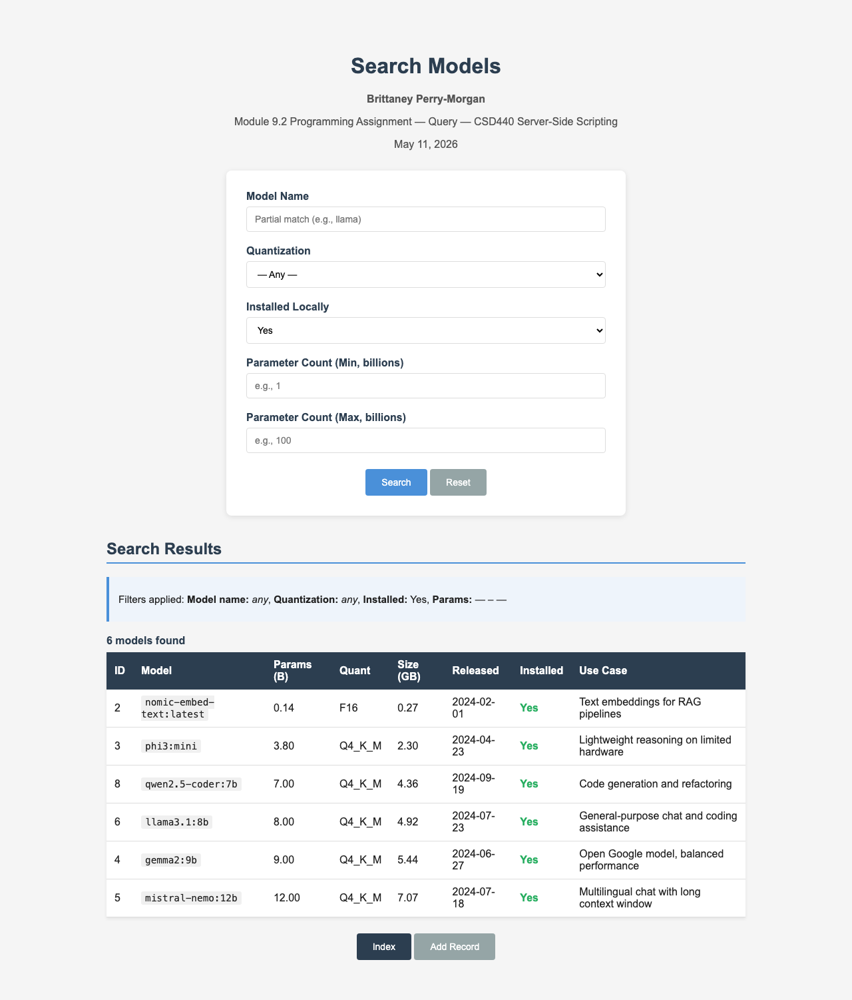 Search Models
Brittaney Perry-Morgan
Module 9.2 Programming Assignment — Query — CSD440 Server-Side Scripting
May 11, 2026
Model Name
Partial match (e.g., llama)
Quantization
— Any —
Installed Locally
Yes
Parameter Count (Min, billions)
e.g., 1
Parameter Count (Max, billions)
e.g., 100
Search Reset
Search Results
Filters applied: Model name: any, Quantization: any, Installed: Yes, Params: — – —
6 models found
ID Model Params (B) Quant Size (GB) Released Installed Use Case
2 nomic-embed-text:latest 0.14 F16 0.27 2024-02-01 Yes Text embeddings for RAG pipelines
3 phi3:mini 3.80 Q4_K_M 2.30 2024-04-23 Yes Lightweight reasoning on limited hardware
8 qwen2.5-coder:7b 7.00 Q4_K_M 4.36 2024-09-19 Yes Code generation and refactoring
6 llama3.1:8b 8.00 Q4_K_M 4.92 2024-07-23 Yes General-purpose chat and coding assistance
4 gemma2:9b 9.00 Q4_K_M 5.44 2024-06-27 Yes Open Google model, balanced performance
5 mistral-nemo:12b 12.00 Q4_K_M 7.07 2024-07-18 Yes Multilingual chat with long context window
Index Add Record